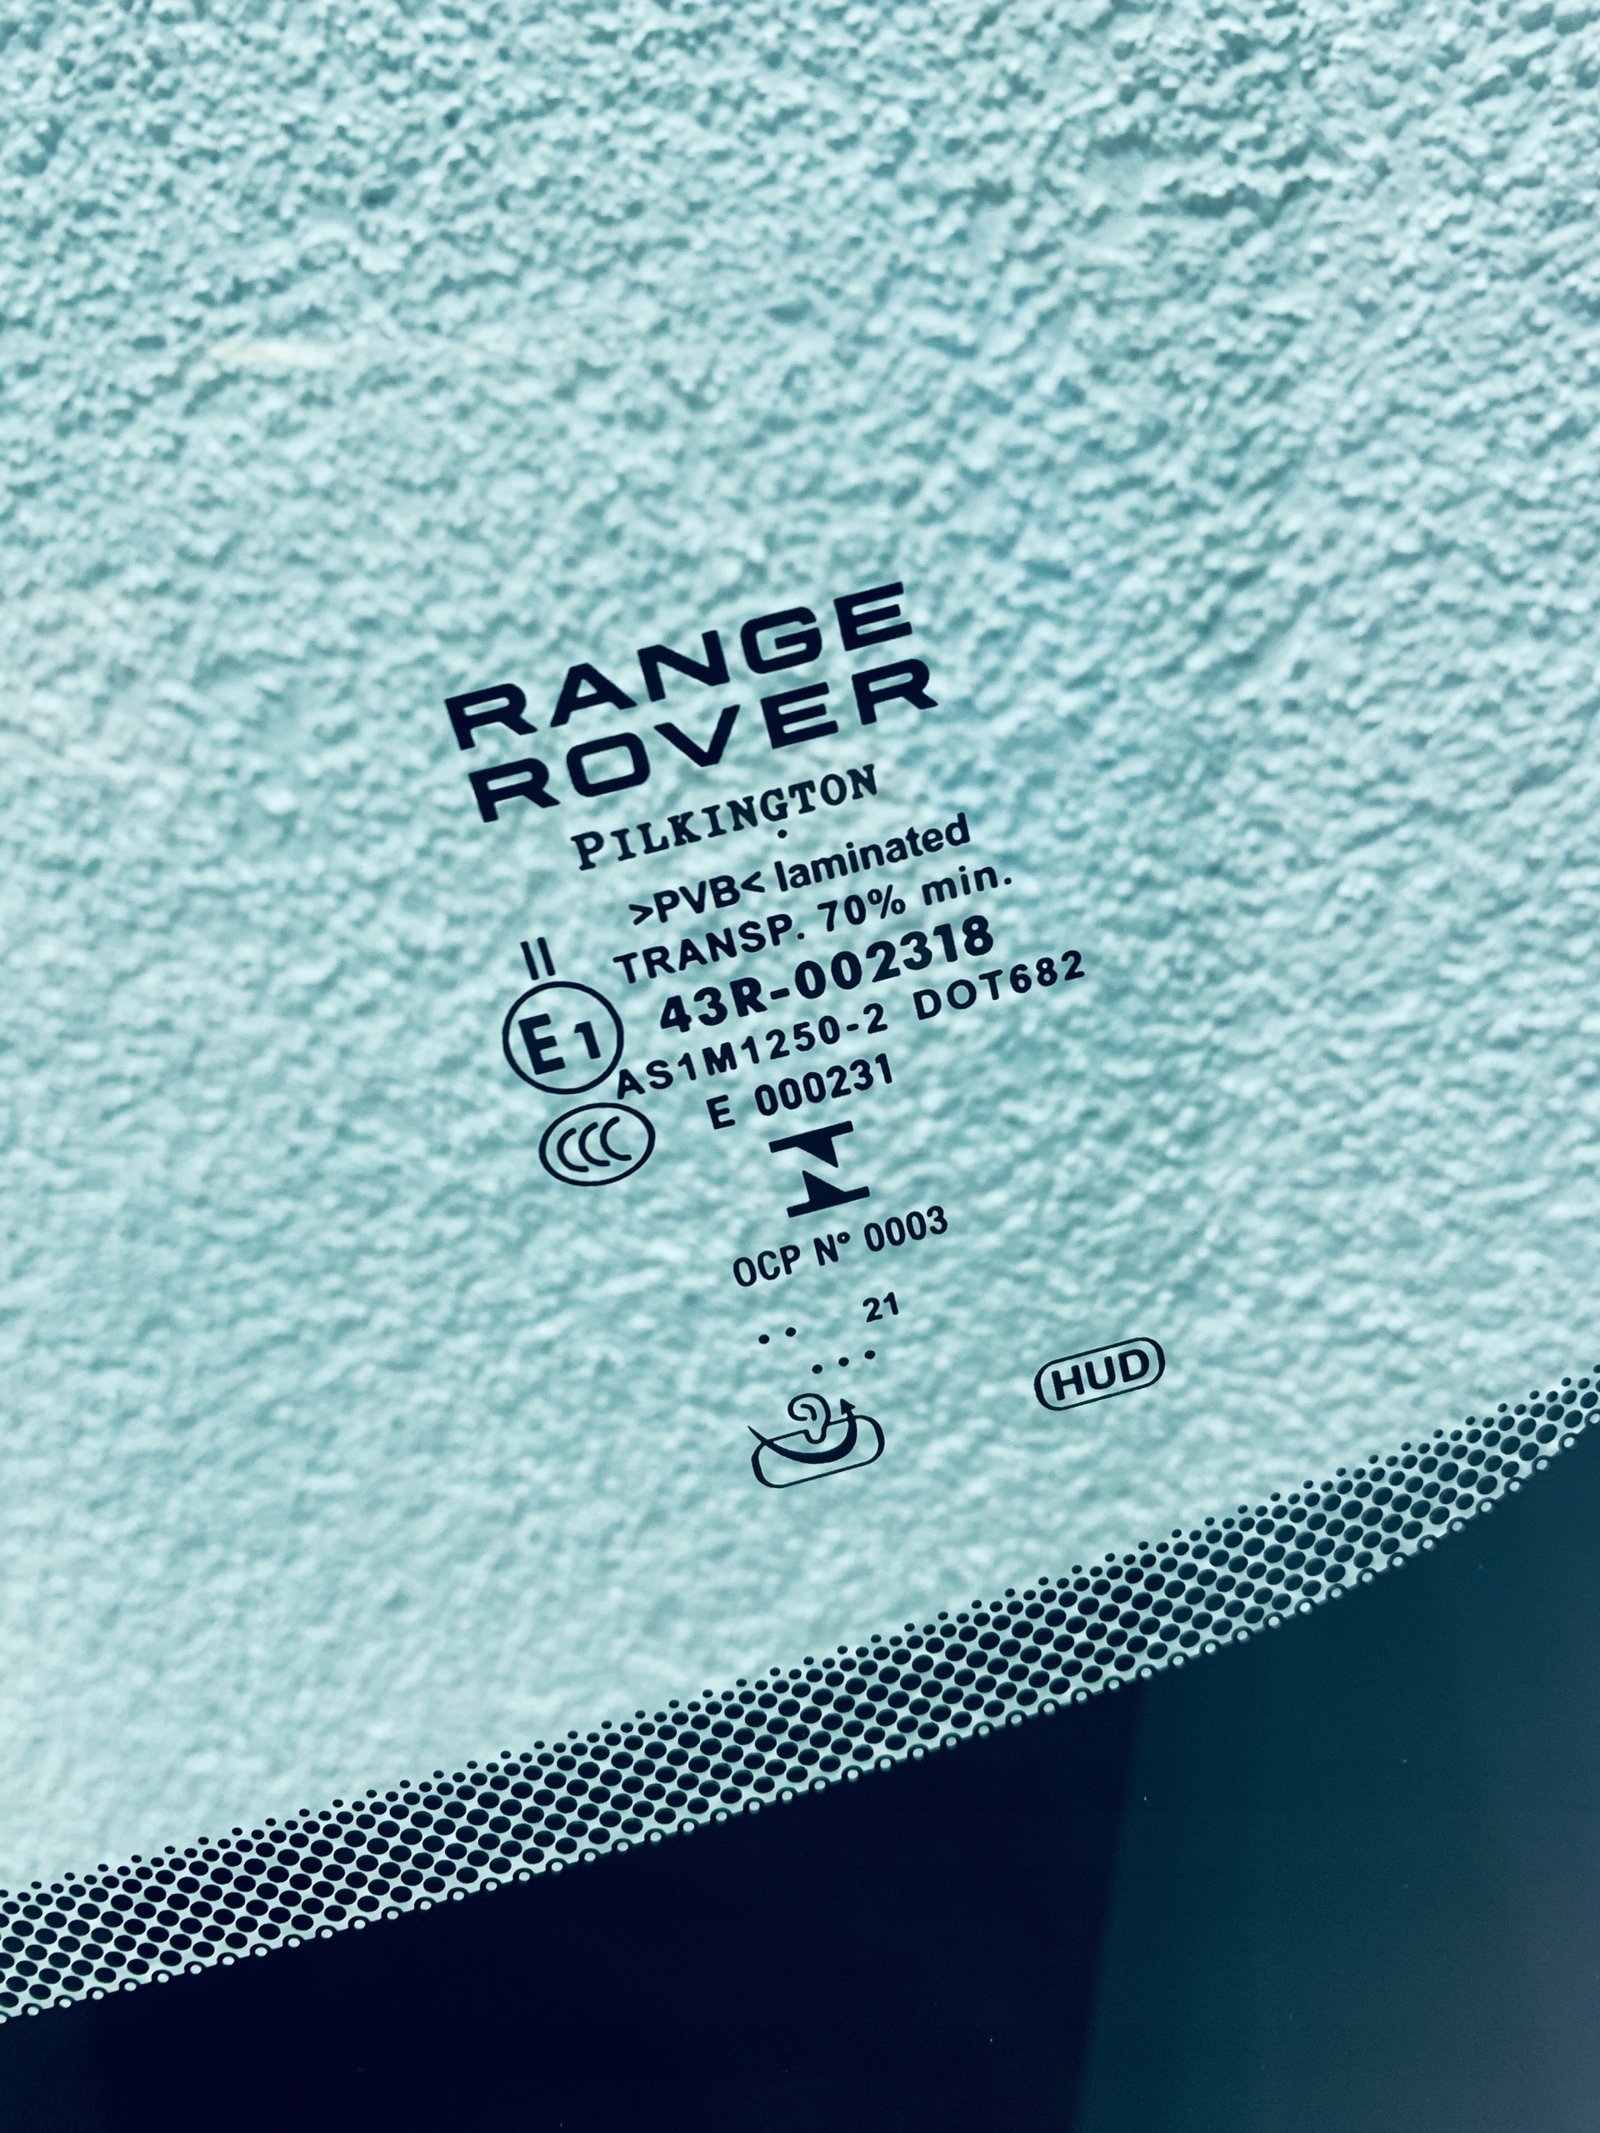 RANGE
ROVER
PILKINGTON
>PVB< laminated
TRANSP. 70% min.
II
E1 43R-002318
AS1M1250-2 DOT682
CCC E 000231
OCP Nº 0003
.. 21
...
HUD